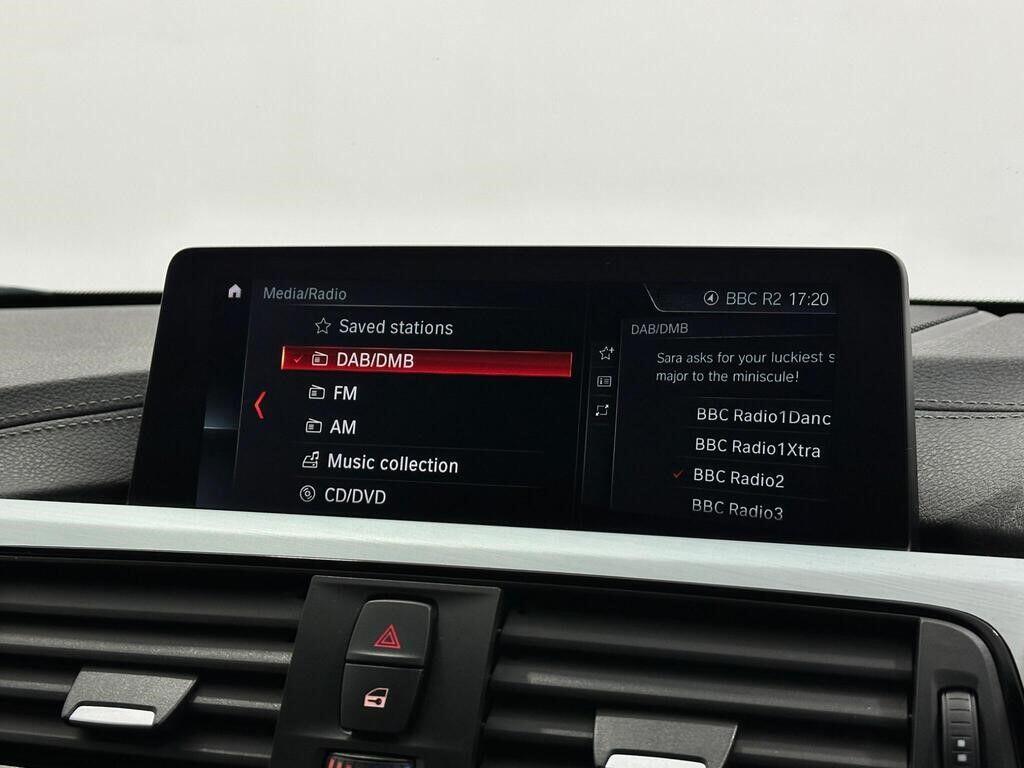 Media/Radio
Saved stations
DAB/DMB
FM
AM
Music collection
CD/DVD
BBC R2 17:20
DAB/DMB
Sara asks for your luckiest s
major to the miniscule!
BBC Radio1Danc
BBC Radio1Xtra
BBC Radio2
BBC Radio3